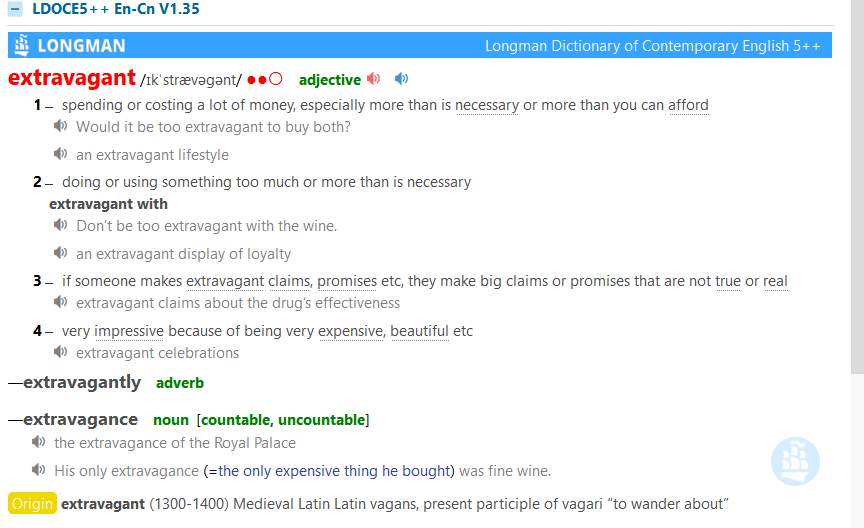 LDOCE5++ En-Cn V1.35
LONGMAN Longman Dictionary of Contemporary English 5++
extravagant /ɪkˈstrævəɡənt/ ●●○ adjective
1 – spending or costing a lot of money, especially more than is necessary or more than you can afford
Would it be too extravagant to buy both?
an extravagant lifestyle
2 – doing or using something too much or more than is necessary
extravagant with
Don’t be too extravagant with the wine.
an extravagant display of loyalty
3 – if someone makes extravagant claims, promises etc, they make big claims or promises that are not true or real
extravagant claims about the drug’s effectiveness
4 – very impressive because of being very expensive, beautiful etc
extravagant celebrations
—extravagantly adverb
—extravagance noun [countable, uncountable]
the extravagance of the Royal Palace
His only extravagance (=the only expensive thing he bought) was fine wine.
Origin extravagant (1300-1400) Medieval Latin Latin vagans, present participle of vagari “to wander about”